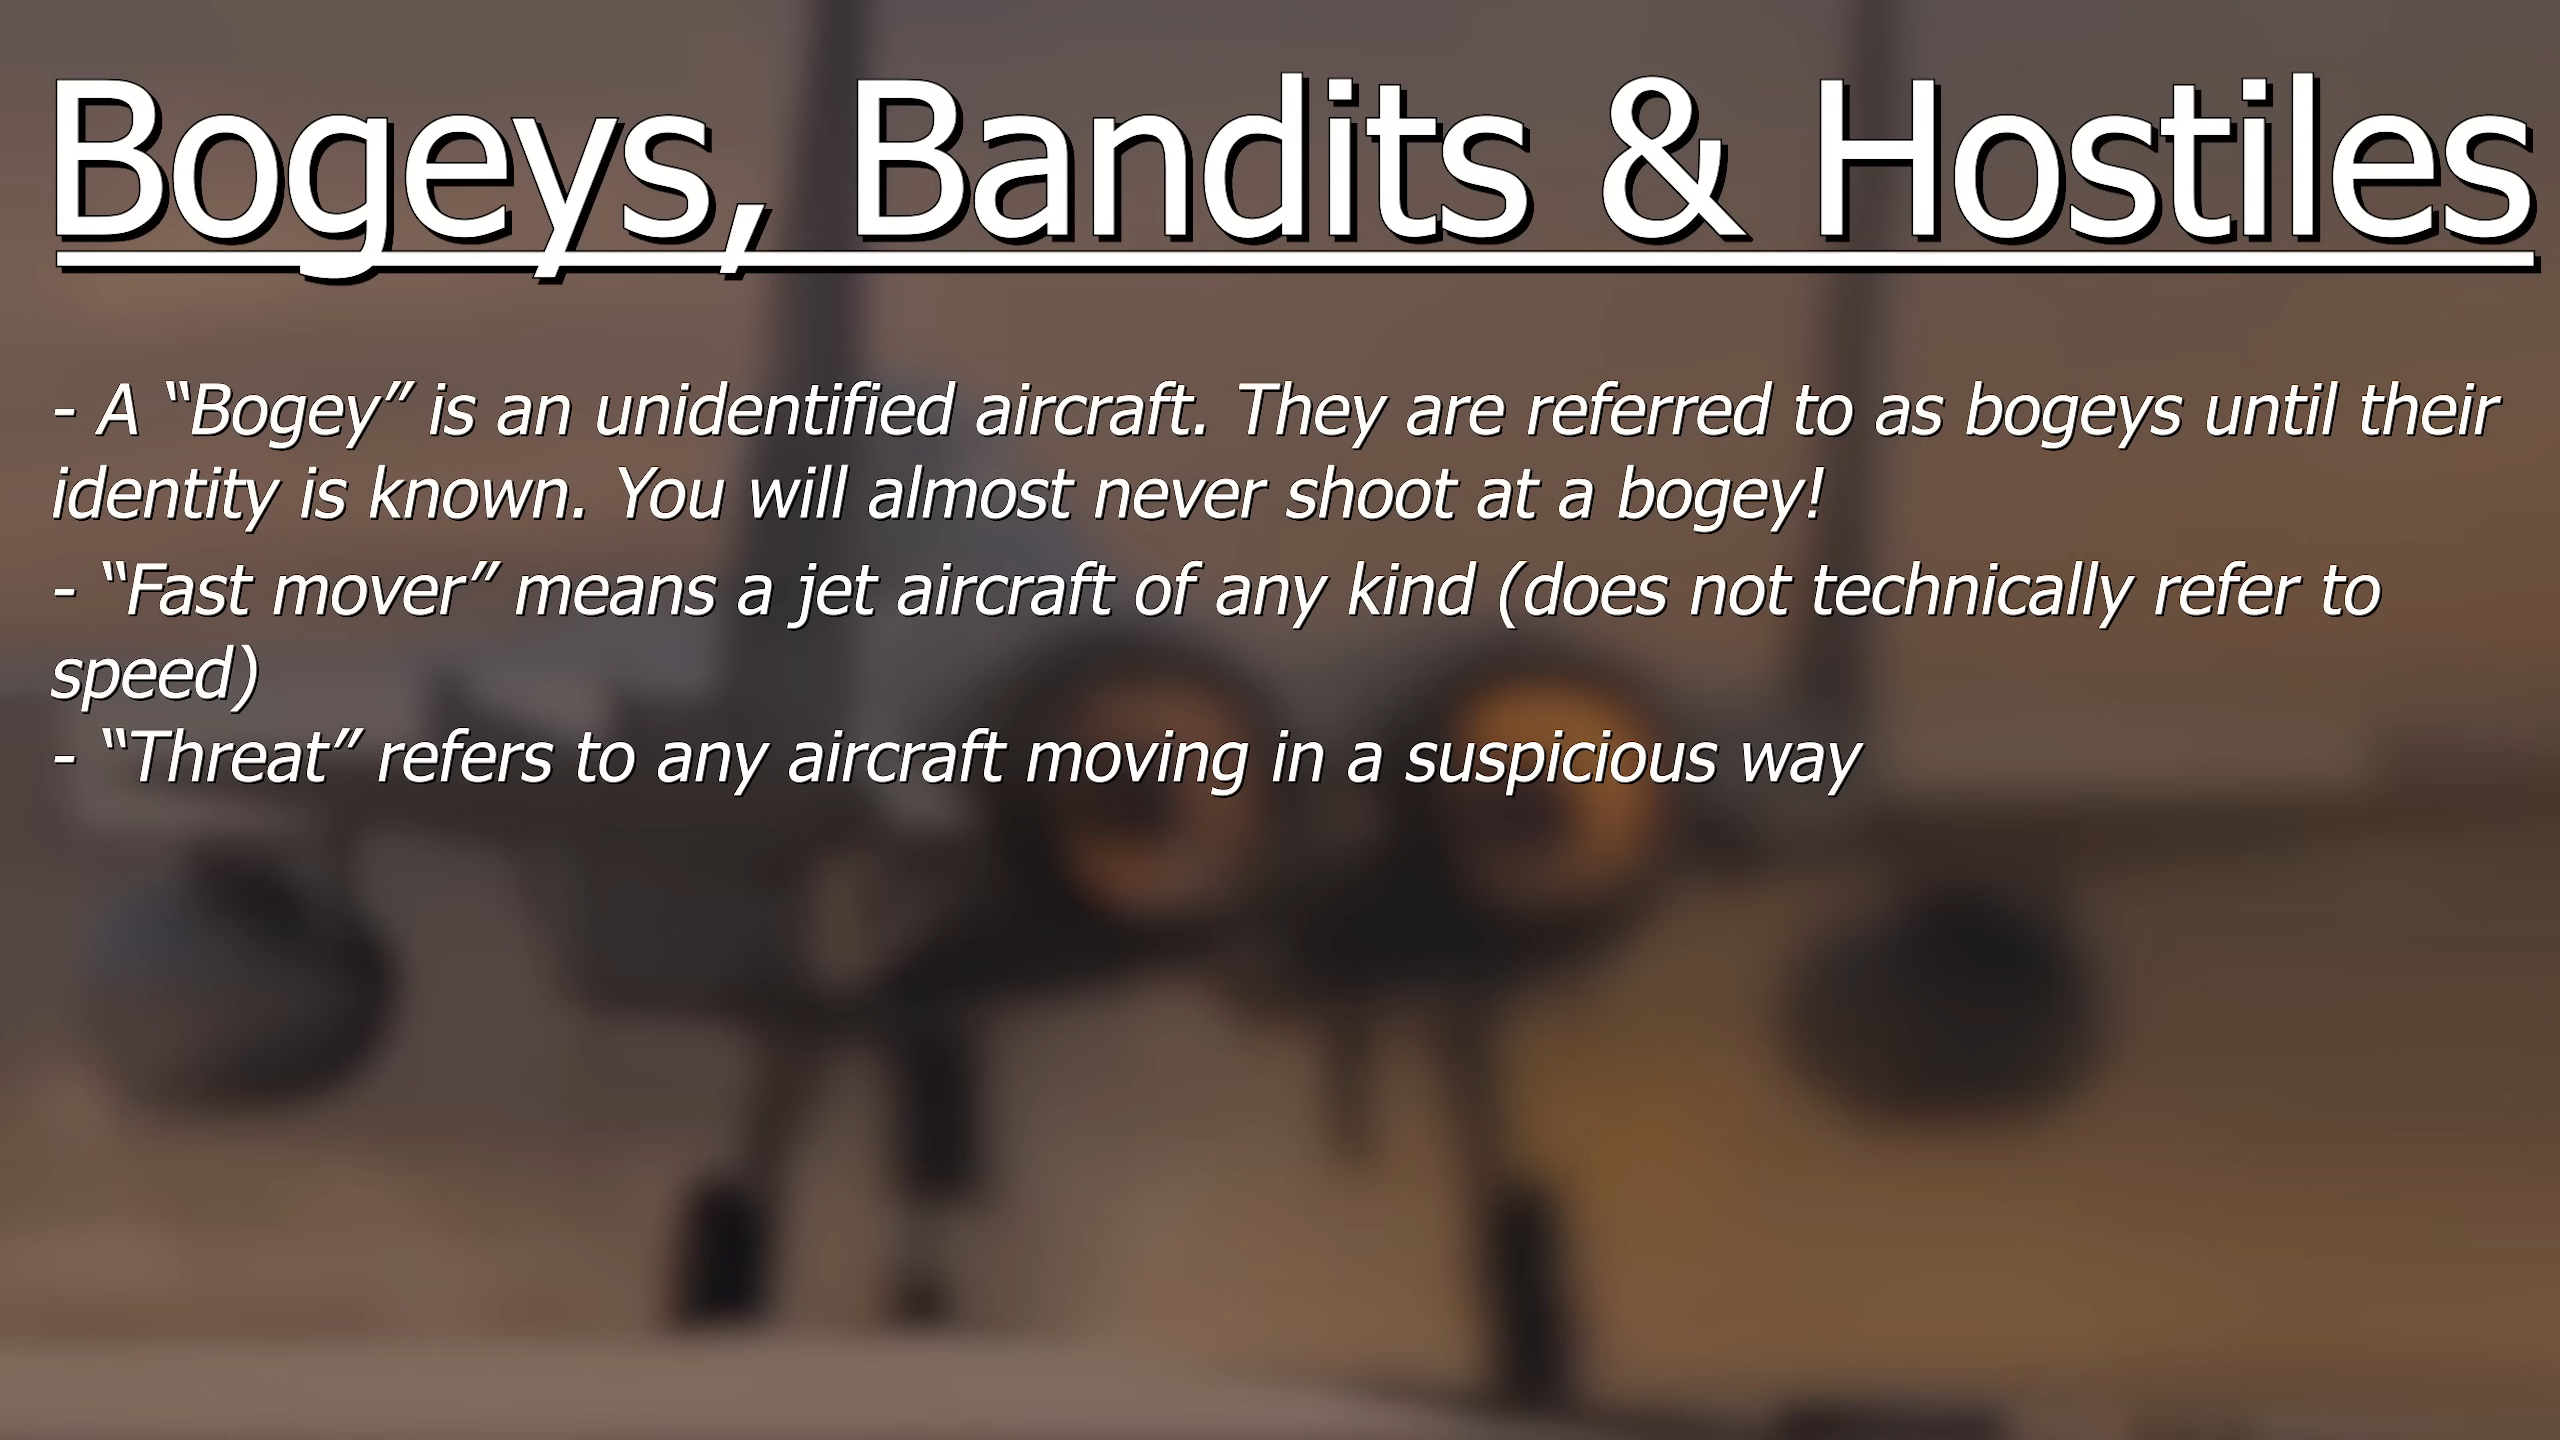 Bogeys, Bandits & Hostiles
- A “Bogey” is an unidentified aircraft. They are referred to as bogeys until their
identity is known. You will almost never shoot at a bogey!
- “Fast mover” means a jet aircraft of any kind (does not technically refer to
speed)
- “Threat” refers to any aircraft moving in a suspicious way